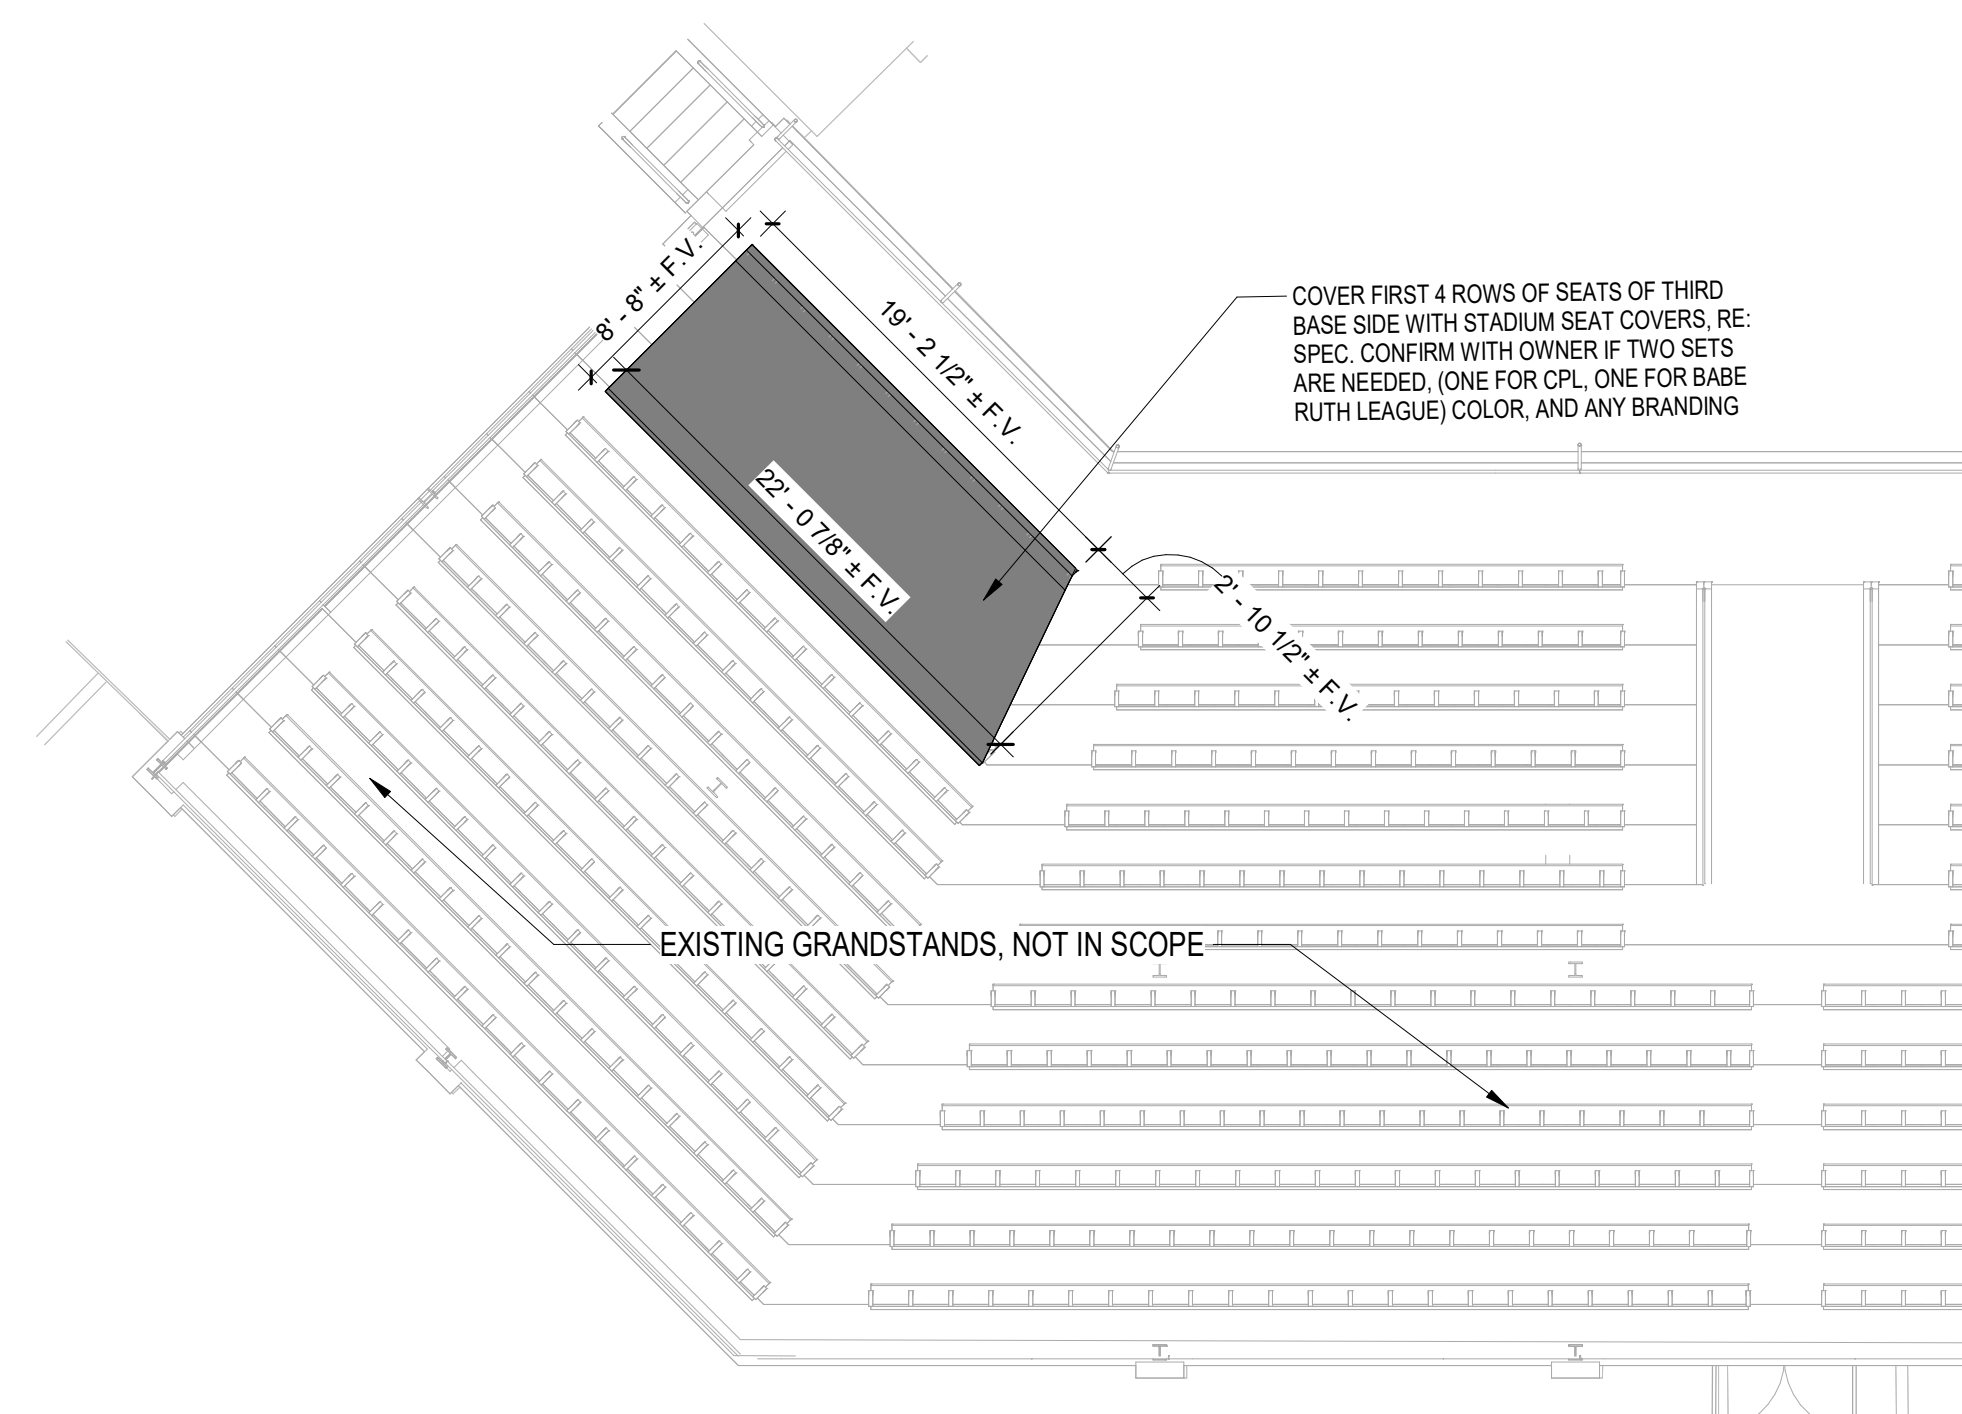 8' - 8" ± F.V.
19' - 2 1/2" ± F.V.
COVER FIRST 4 ROWS OF SEATS OF THIRD
BASE SIDE WITH STADIUM SEAT COVERS, RE:
SPEC. CONFIRM WITH OWNER IF TWO SETS
ARE NEEDED, (ONE FOR CPL, ONE FOR BABE
RUTH LEAGUE) COLOR, AND ANY BRANDING
22' - 0 7/8" ± F.V.
2' - 10 1/2" ± F.V.
EXISTING GRANDSTANDS, NOT IN SCOPE